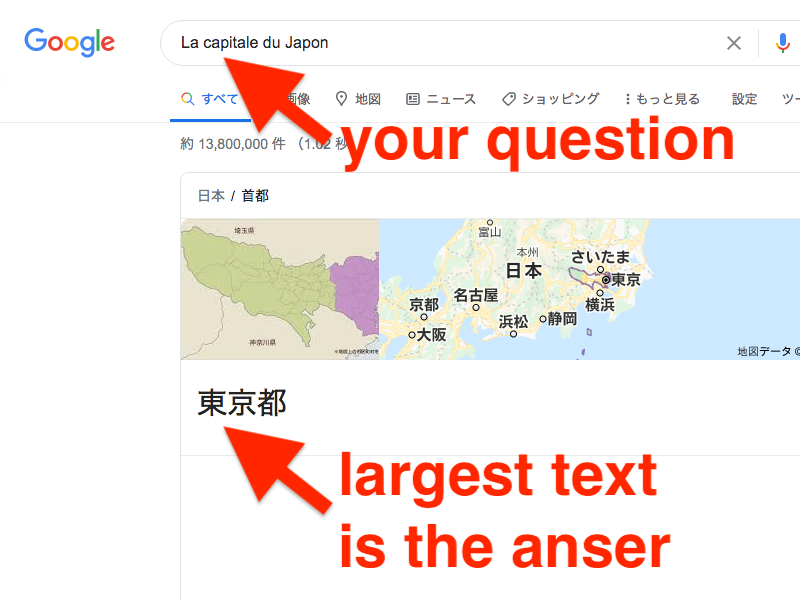 Google
La capitale du Japon
すべて
画像
地図
ニュース
ショッピング
もっと見る
設定
ツー
約 13,800,000 件 （1.02 秒
your question
日本 / 首都
埼玉県
神奈川県
富山
本州
日本
さいたま
東京
横浜
名古屋
京都
静岡
浜松
大阪
地図データ ©
東京都
largest text
is the anser